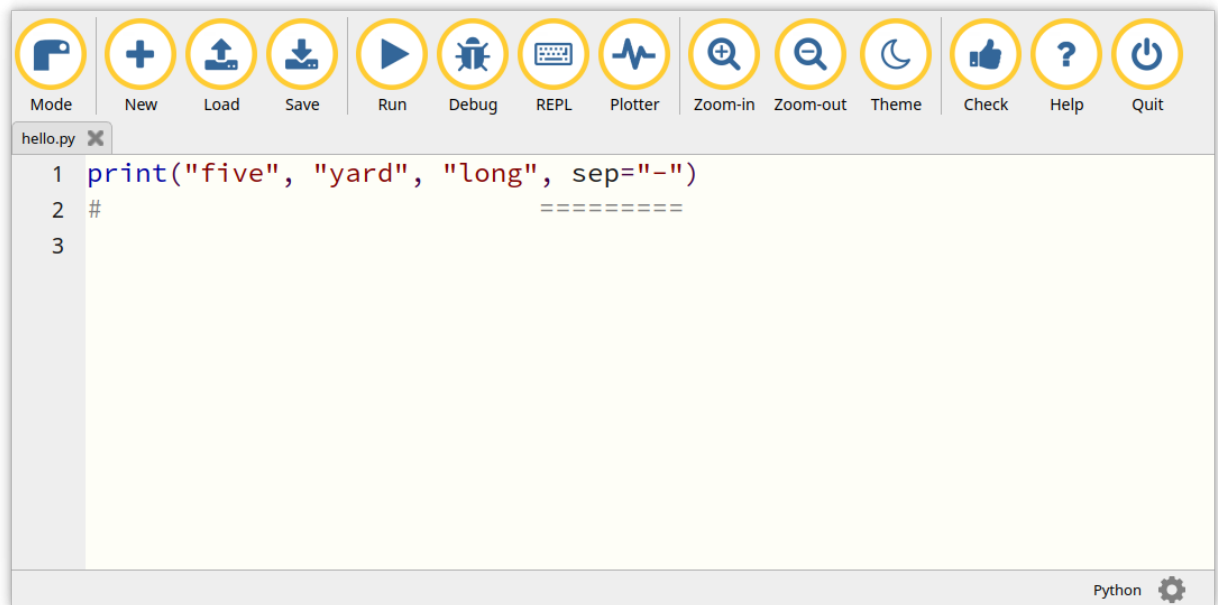 Mode New Load Save Run Debug REPL Plotter Zoom-in Zoom-out Theme Check Help Quit
hello.py
1 print("five", "yard", "long", sep="-")
2 #                            =========
3
Python